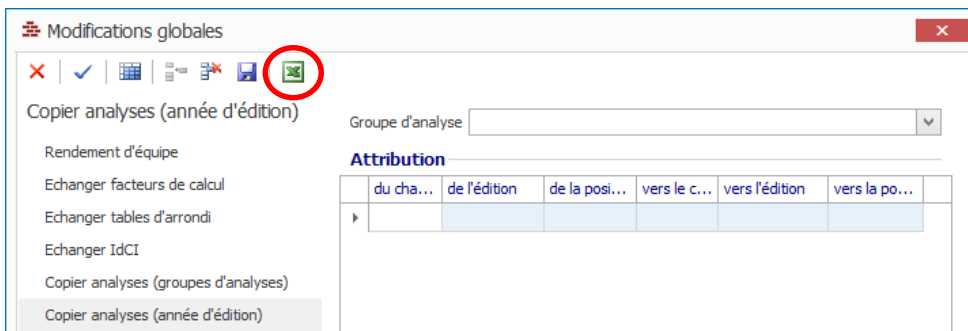 Modifications globales
Copier analyses (année d'édition)
Rendement d'équipe
Echanger facteurs de calcul
Echanger tables d'arrondi
Echanger IdCI
Copier analyses (groupes d'analyses)
Copier analyses (année d'édition)
Groupe d'analyse
Attribution
du cha... de l'édition de la posi... vers le c... vers l'édition vers la po...